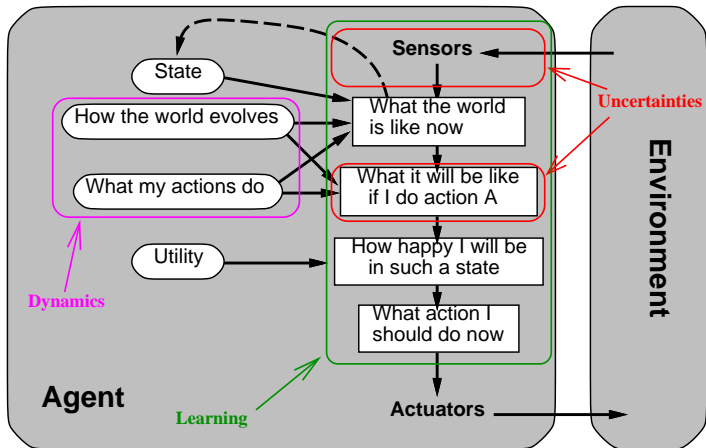 Sensors
State
What the world
is like now
How the world evolves
Uncertainties
What my actions do
What it will be like
if I do action A
Environment
Utility
How happy I will be
in such a state
Dynamics
What action I
should do now
Agent
Learning
Actuators